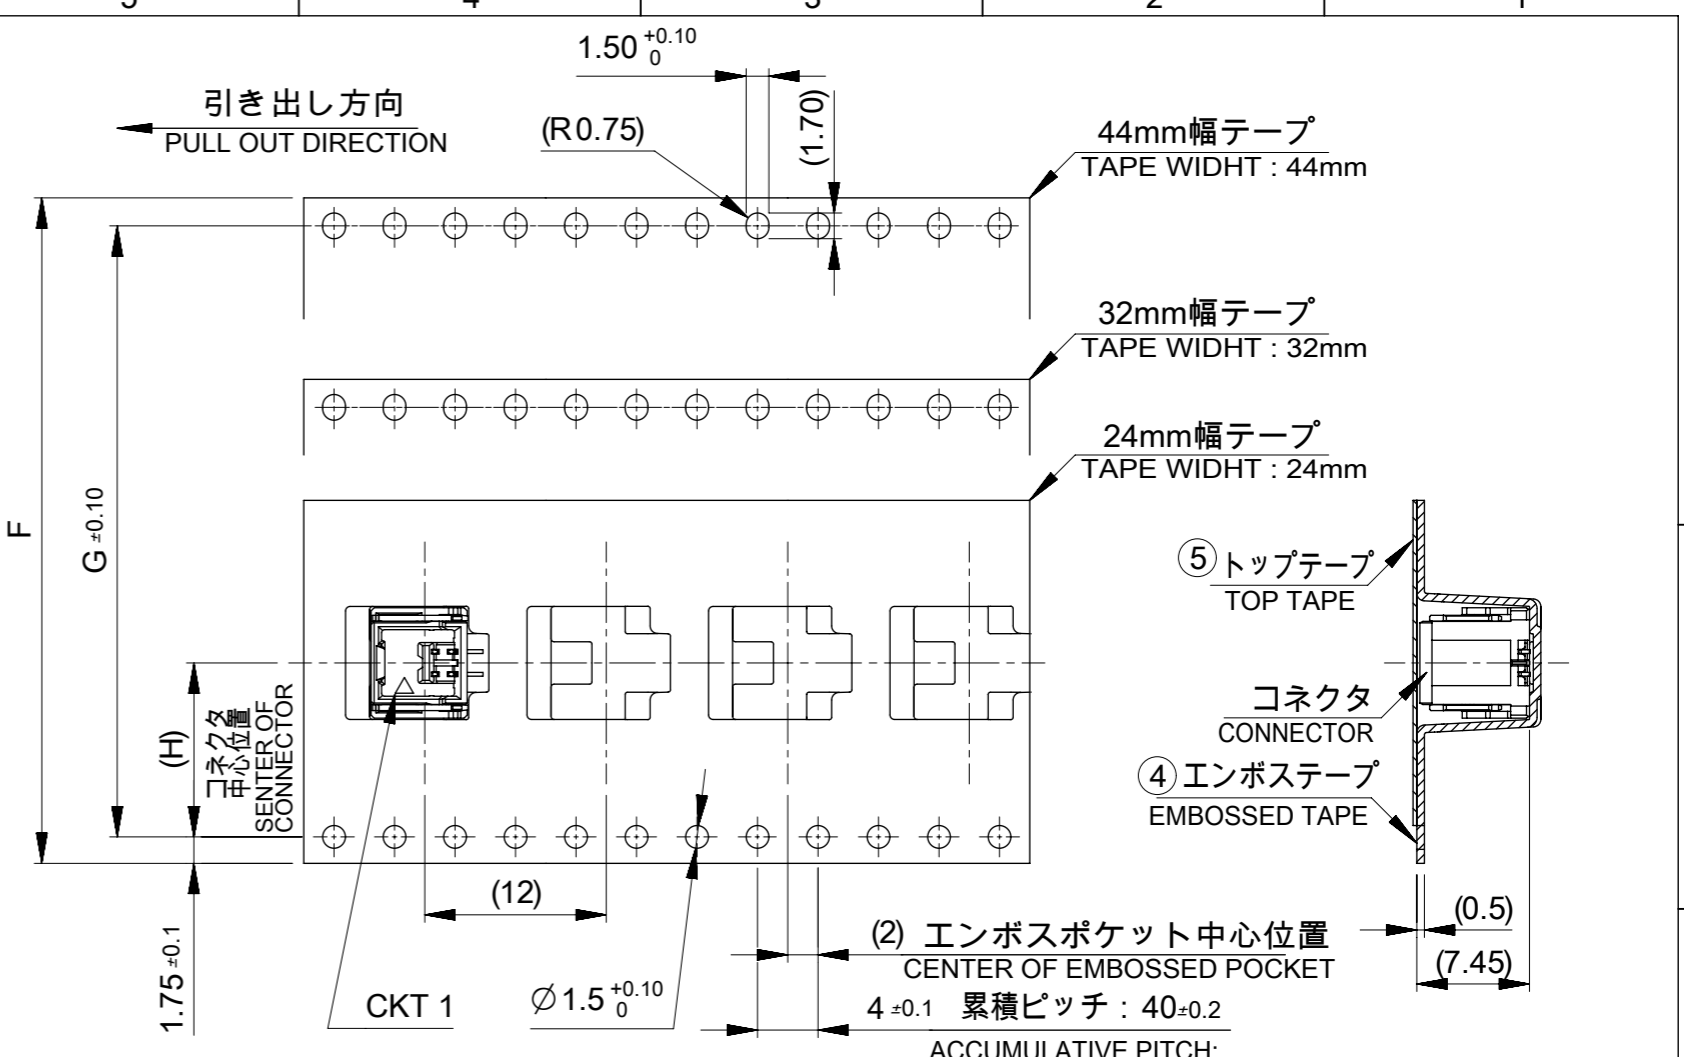 5 4 3 2 1
1.50 +0.10 0
引き出し方向
PULL OUT DIRECTION
(R0.75)
(1.70)
44mm幅テープ
TAPE WIDHT : 44mm
32mm幅テープ
TAPE WIDHT : 32mm
24mm幅テープ
TAPE WIDHT : 24mm
F
G ±0.10
(H)
コネクタ
中心位置
SENTER OF
CONNECTOR
1.75 ±0.1
⑤ トップテープ
TOP TAPE
コネクタ
CONNECTOR
④ エンボステープ
EMBOSSED TAPE
(12)
(0.5)
(7.45)
(2) エンボスポケット中心位置
CENTER OF EMBOSSED POCKET
CKT 1
∅1.5 +0.10 0
4 ±0.1 累積ピッチ : 40±0.2
ACCUMULATIVE PITCH: